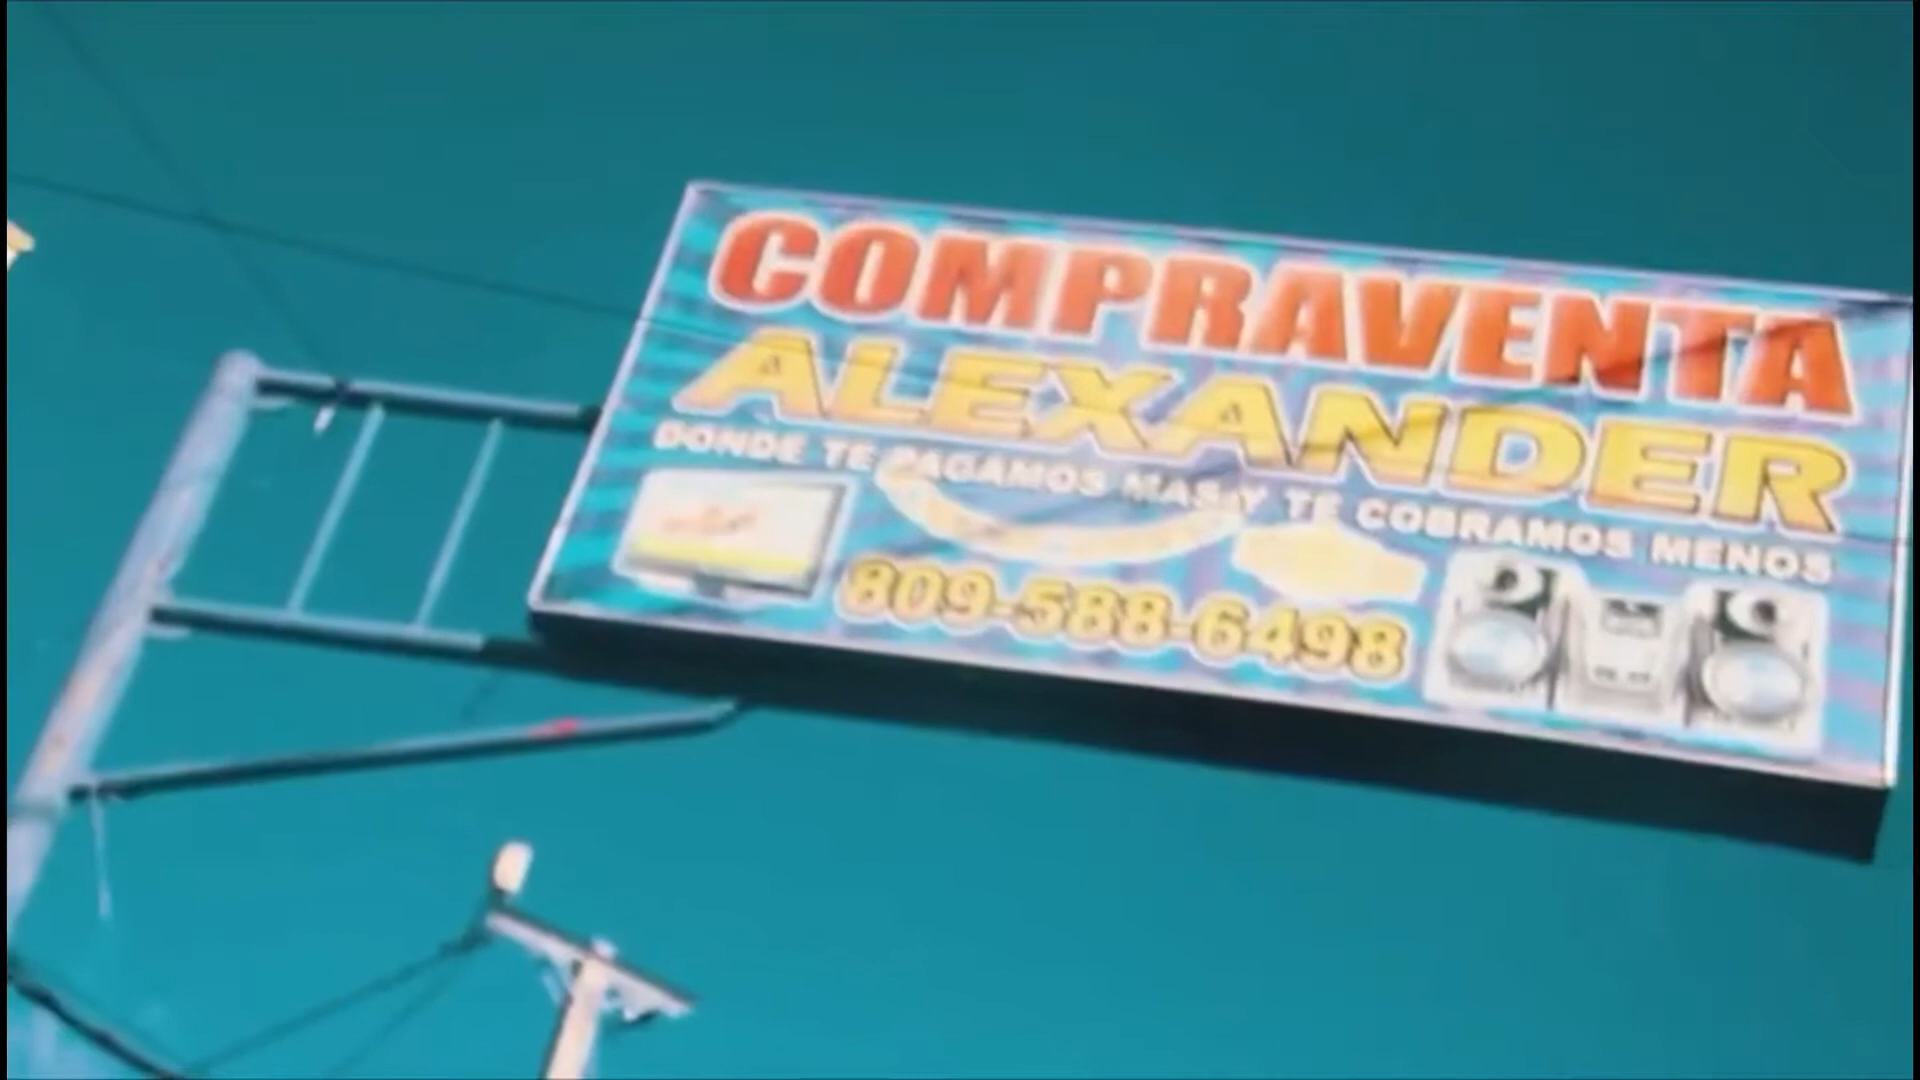 COMPRAVENTA
ALEXANDER
DONDE TE PAGAMOS MAS Y TE COBRAMOS MENOS
809-588-6498